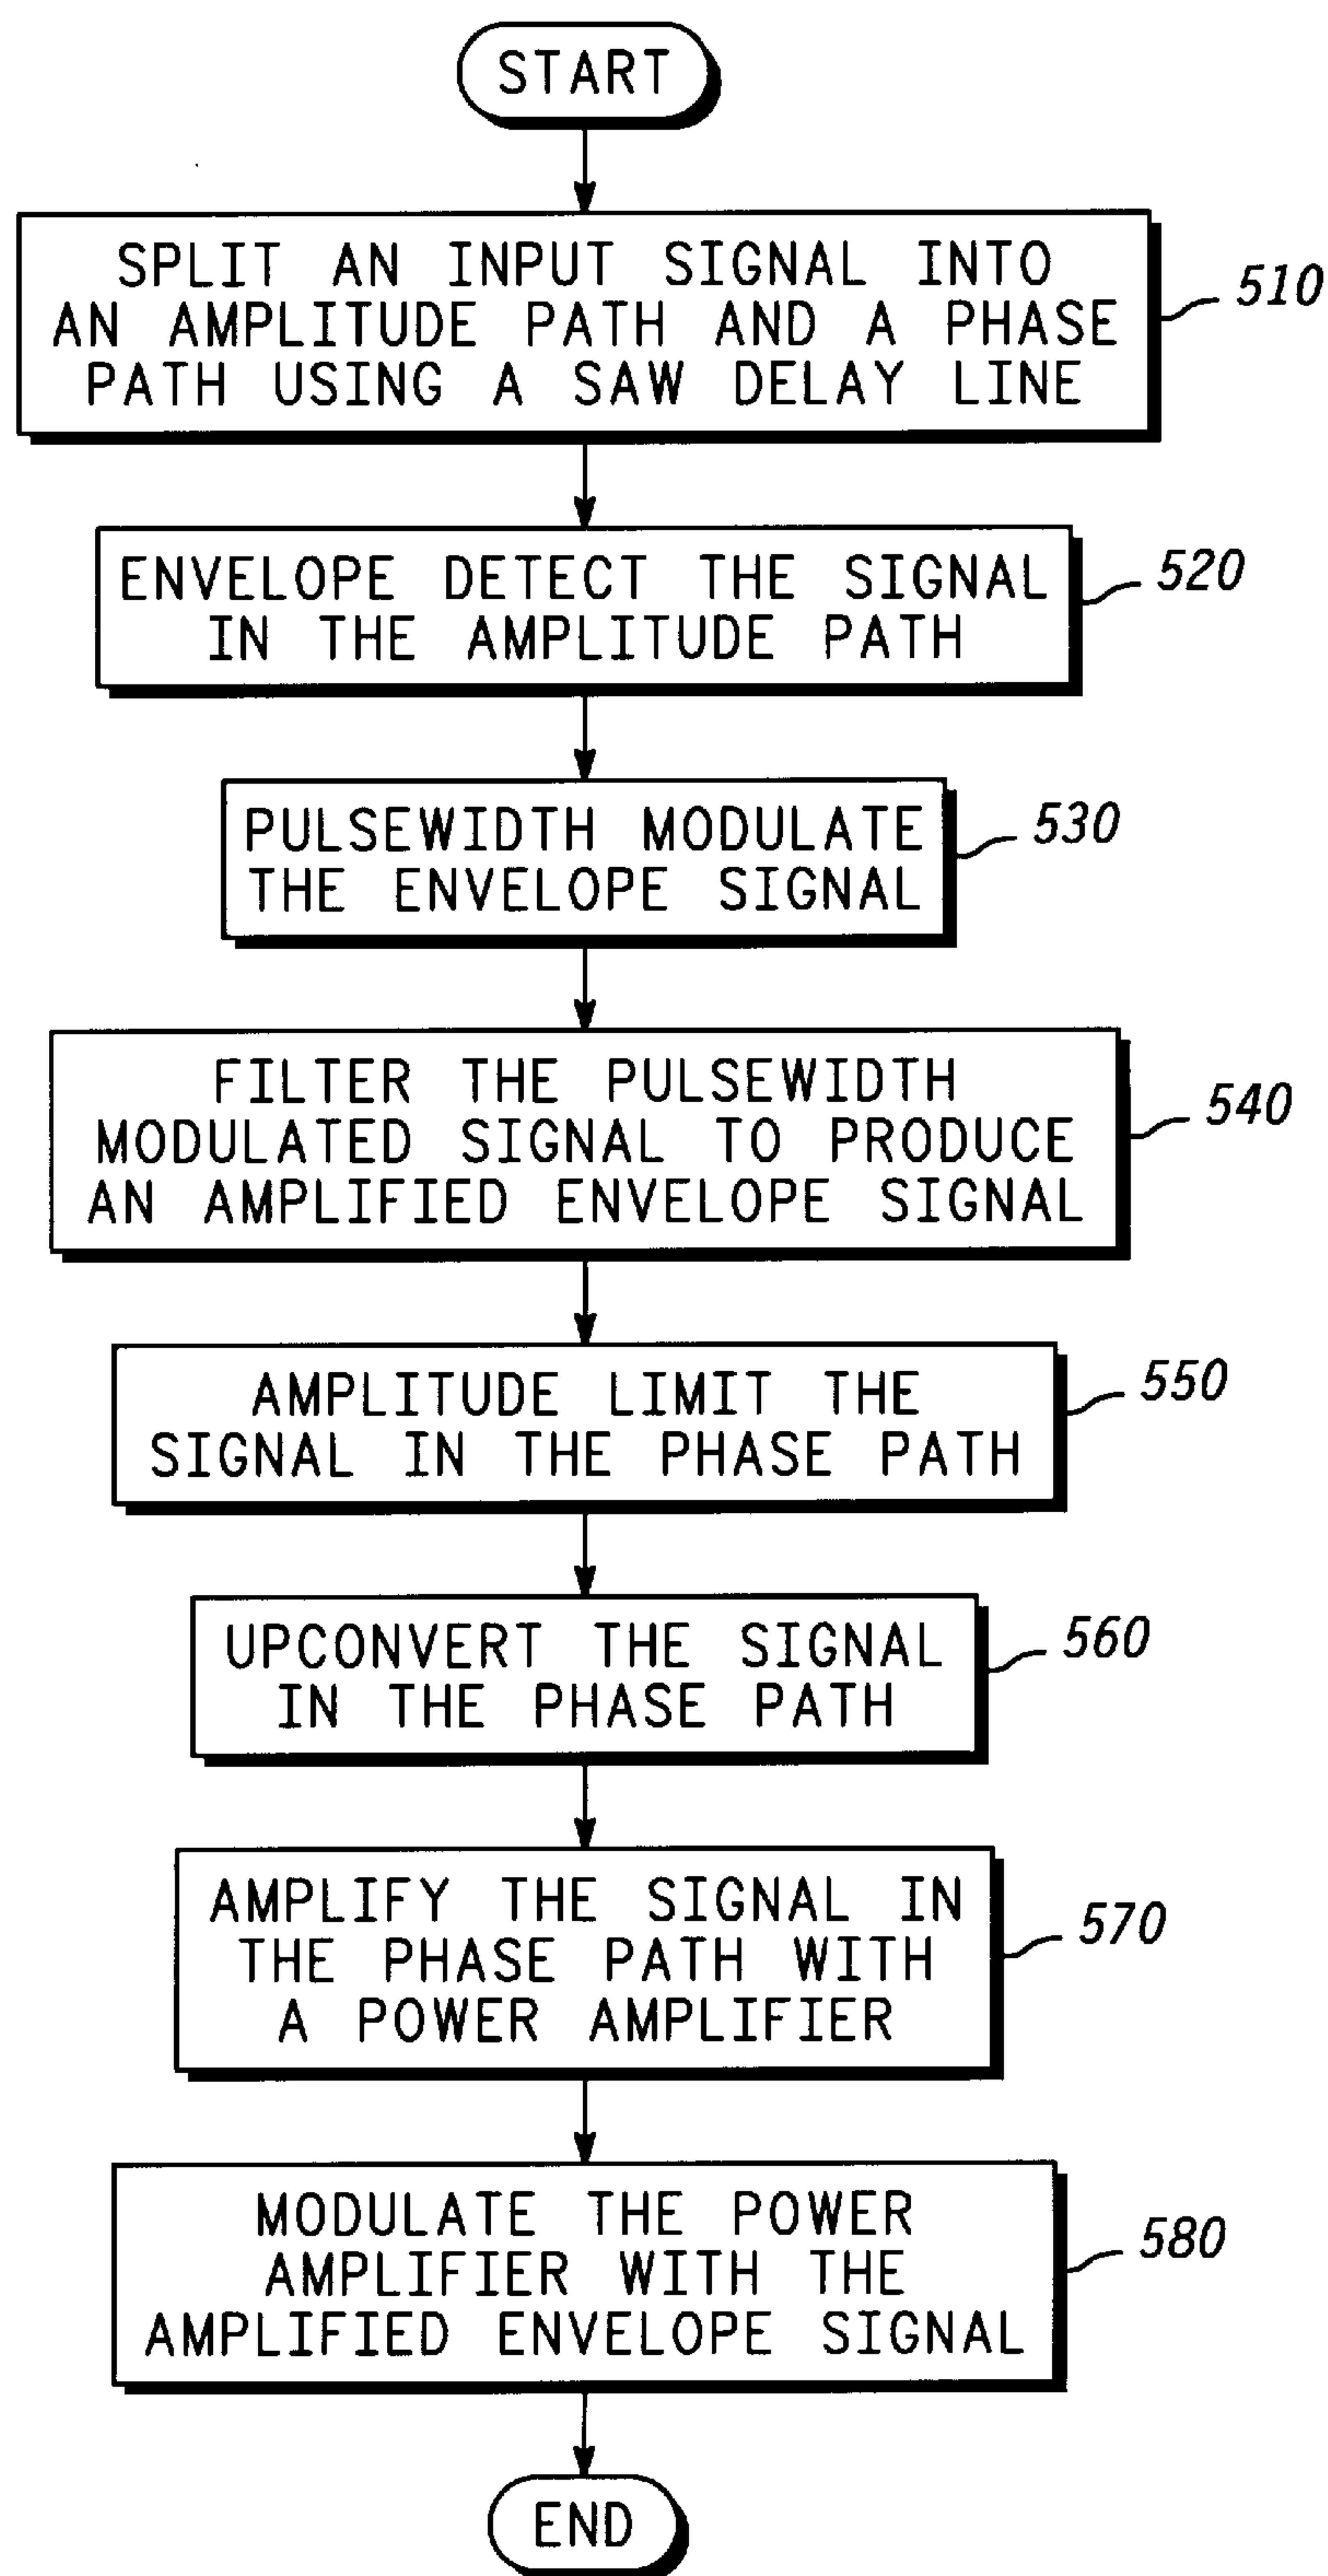 START
SPLIT AN INPUT SIGNAL INTO
AN AMPLITUDE PATH AND A PHASE
PATH USING A SAW DELAY LINE
510
ENVELOPE DETECT THE SIGNAL
IN THE AMPLITUDE PATH
520
PULSEWIDTH MODULATE
THE ENVELOPE SIGNAL
530
FILTER THE PULSEWIDTH
MODULATED SIGNAL TO PRODUCE
AN AMPLIFIED ENVELOPE SIGNAL
540
AMPLITUDE LIMIT THE
SIGNAL IN THE PHASE PATH
550
UPCONVERT THE SIGNAL
IN THE PHASE PATH
560
AMPLIFY THE SIGNAL IN
THE PHASE PATH WITH
A POWER AMPLIFIER
570
MODULATE THE POWER
AMPLIFIER WITH THE
AMPLIFIED ENVELOPE SIGNAL
580
END